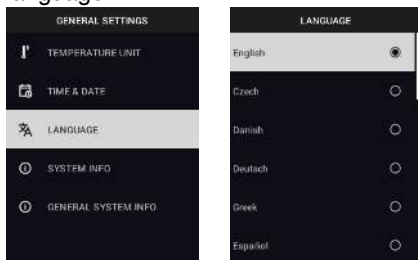 GENERAL SETTINGS
TEMPERATURE UNIT
TIME & DATE
LANGUAGE
SYSTEM INFO
GENERAL SYSTEM INFO
LANGUAGE
English
Czech
Danish
Deutsch
Greek
Español